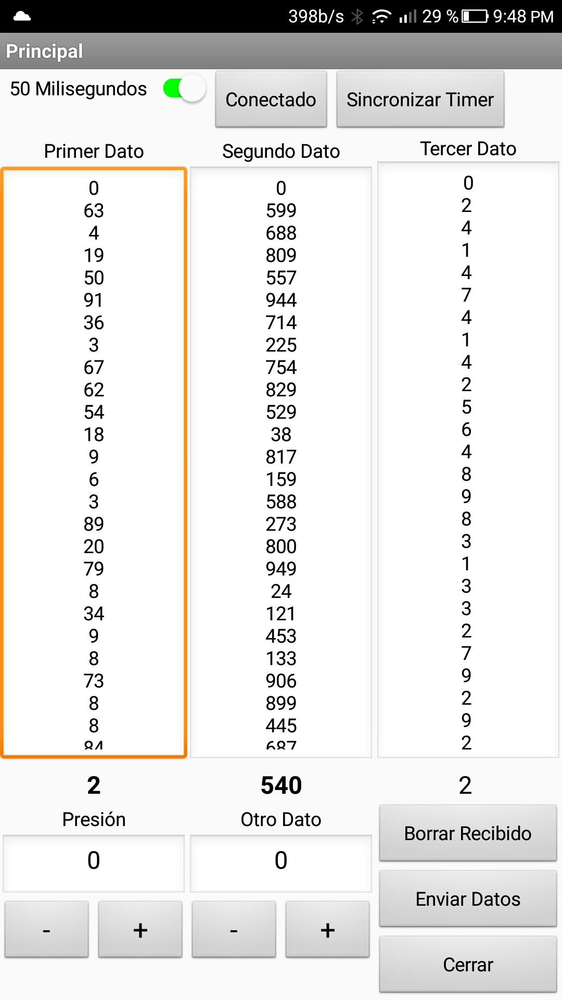 398b/s 29 % 9:48 PM
Principal
50 Milisegundos Conectado Sincronizar Timer
Primer Dato Segundo Dato Tercer Dato
0 0 0
63 599 2
4 688 4
19 809 1
50 557 4
91 944 7
36 714 4
3 225 1
67 754 4
62 829 2
54 529 5
18 38 6
9 817 4
6 159 8
3 588 9
89 273 8
20 800 3
79 949 1
8 24 3
34 121 3
9 453 2
8 133 7
73 906 9
8 899 2
8 445 9
84 687 2
2 540 2
Presión Otro Dato Borrar Recibido
0 0
Enviar Datos
- + - +
Cerrar